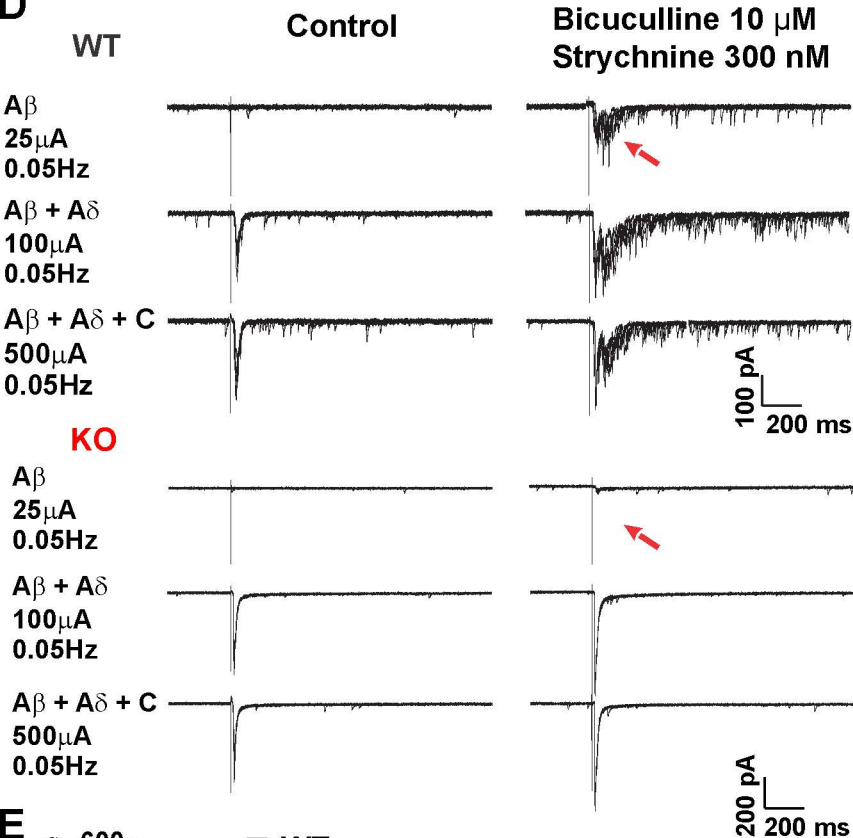 D
WT
Control
Bicuculline 10 μM
Strychnine 300 nM
Aβ
25μA
0.05Hz
Aβ + Aδ
100μA
0.05Hz
Aβ + Aδ + C
500μA
0.05Hz
100 pA
200 ms
KO
Aβ
25μA
0.05Hz
Aβ + Aδ
100μA
0.05Hz
Aβ + Aδ + C
500μA
0.05Hz
200 pA
200 ms
E
600
WT